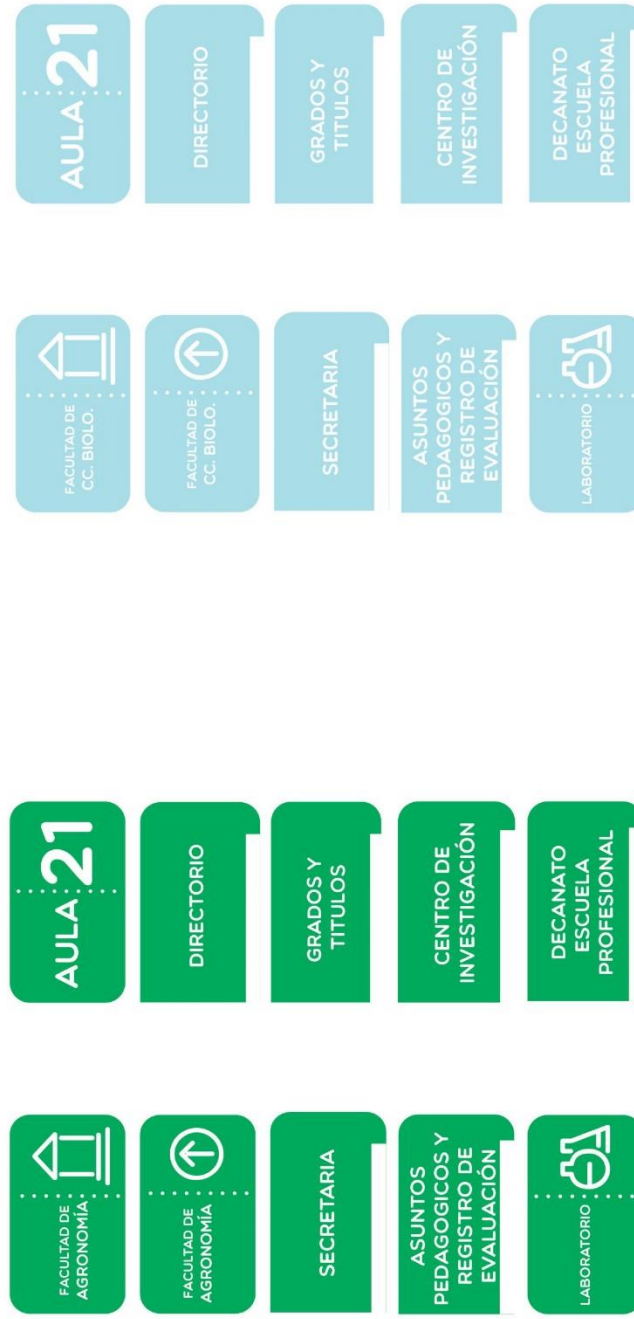 FACULTAD DE
AGRONOMÍA
FACULTAD DE
AGRONOMÍA
SECRETARIA
ASUNTOS
PEDAGOGICOS Y
REGISTRO DE
EVALUACIÓN
LABORATORIO
AULA 21
DIRECTORIO
GRADOS Y
TITULOS
CENTRO DE
INVESTIGACIÓN
DECANATO
ESCUELA
PROFESIONAL
FACULTAD DE
CC. BIOLO.
FACULTAD DE
CC. BIOLO.
SECRETARIA
ASUNTOS
PEDAGOGICOS Y
REGISTRO DE
EVALUACIÓN
LABORATORIO
AULA 21
DIRECTORIO
GRADOS Y
TITULOS
CENTRO DE
INVESTIGACIÓN
DECANATO
ESCUELA
PROFESIONAL